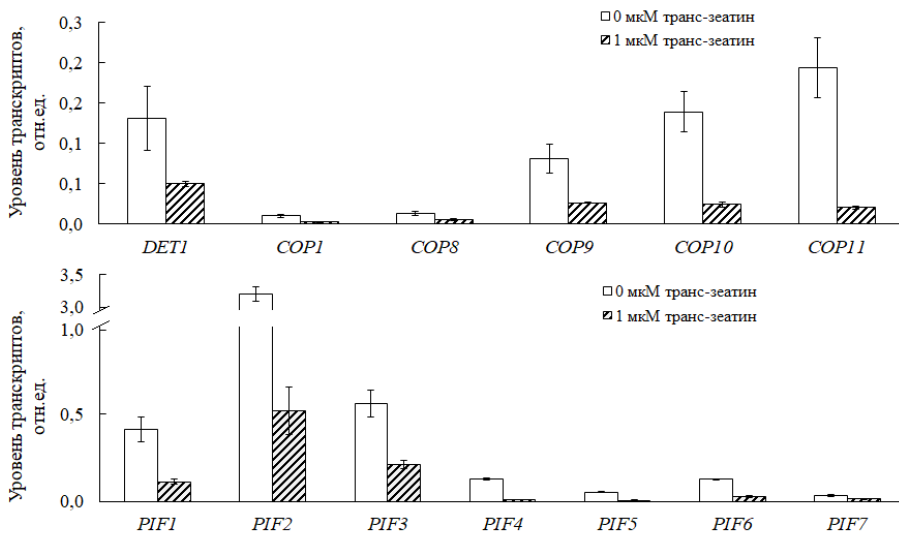 Уровень транскриптов,
отн.ед.
0,3
0,2
0,2
0,1
0,1
0,0
0 мкМ транс-зеатин
1 мкМ транс-зеатин
DET1 COP1 COP8 COP9 COP10 COP11
Уровень транскриптов,
отн.ед.
3,5
3,0
1,0
0,5
0,0
0 мкМ транс-зеатин
1 мкМ транс-зеатин
PIF1 PIF2 PIF3 PIF4 PIF5 PIF6 PIF7